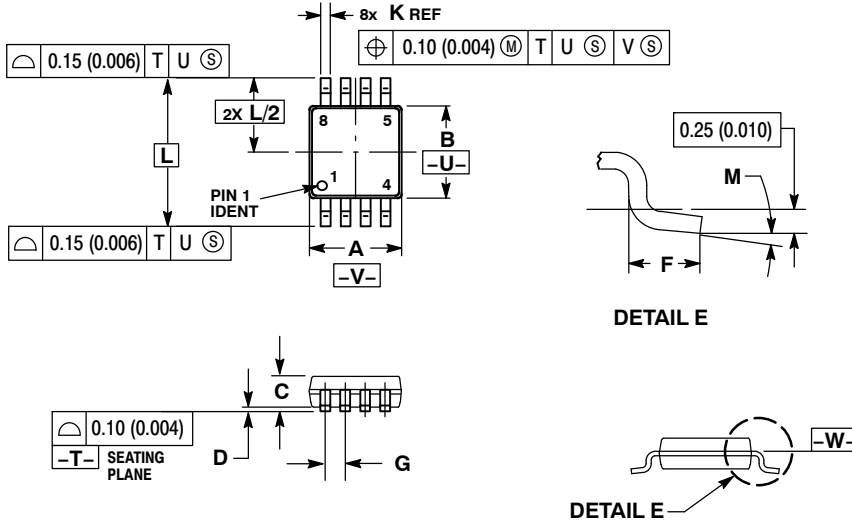 8x K REF
⌖ 0.10 (0.004) Ⓜ T U Ⓢ V Ⓢ
⌓ 0.15 (0.006) T U Ⓢ
2X L/2
8 5
B
-U-
L
1
4
PIN 1
IDENT
⌓ 0.15 (0.006) T U Ⓢ
A
-V-
0.25 (0.010)
M
F
DETAIL E
C
⌓ 0.10 (0.004)
-T- SEATING
PLANE
D
G
-W-
DETAIL E